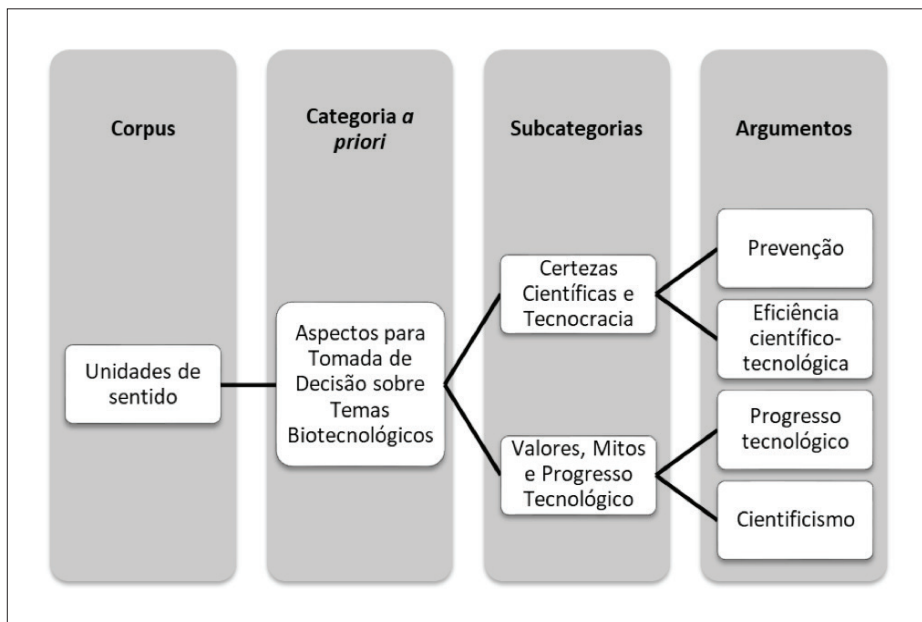 Corpus
Categoria a
priori
Subcategorias
Argumentos
Unidades de
sentido
Aspectos para
Tomada de
Decisão sobre
Temas
Biotecnológicos
Certezas
Científicas e
Tecnocracia
Valores, Mitos
e Progresso
Tecnológico
Prevenção
Eficiência
científico-
tecnológica
Progresso
tecnológico
Cientificismo